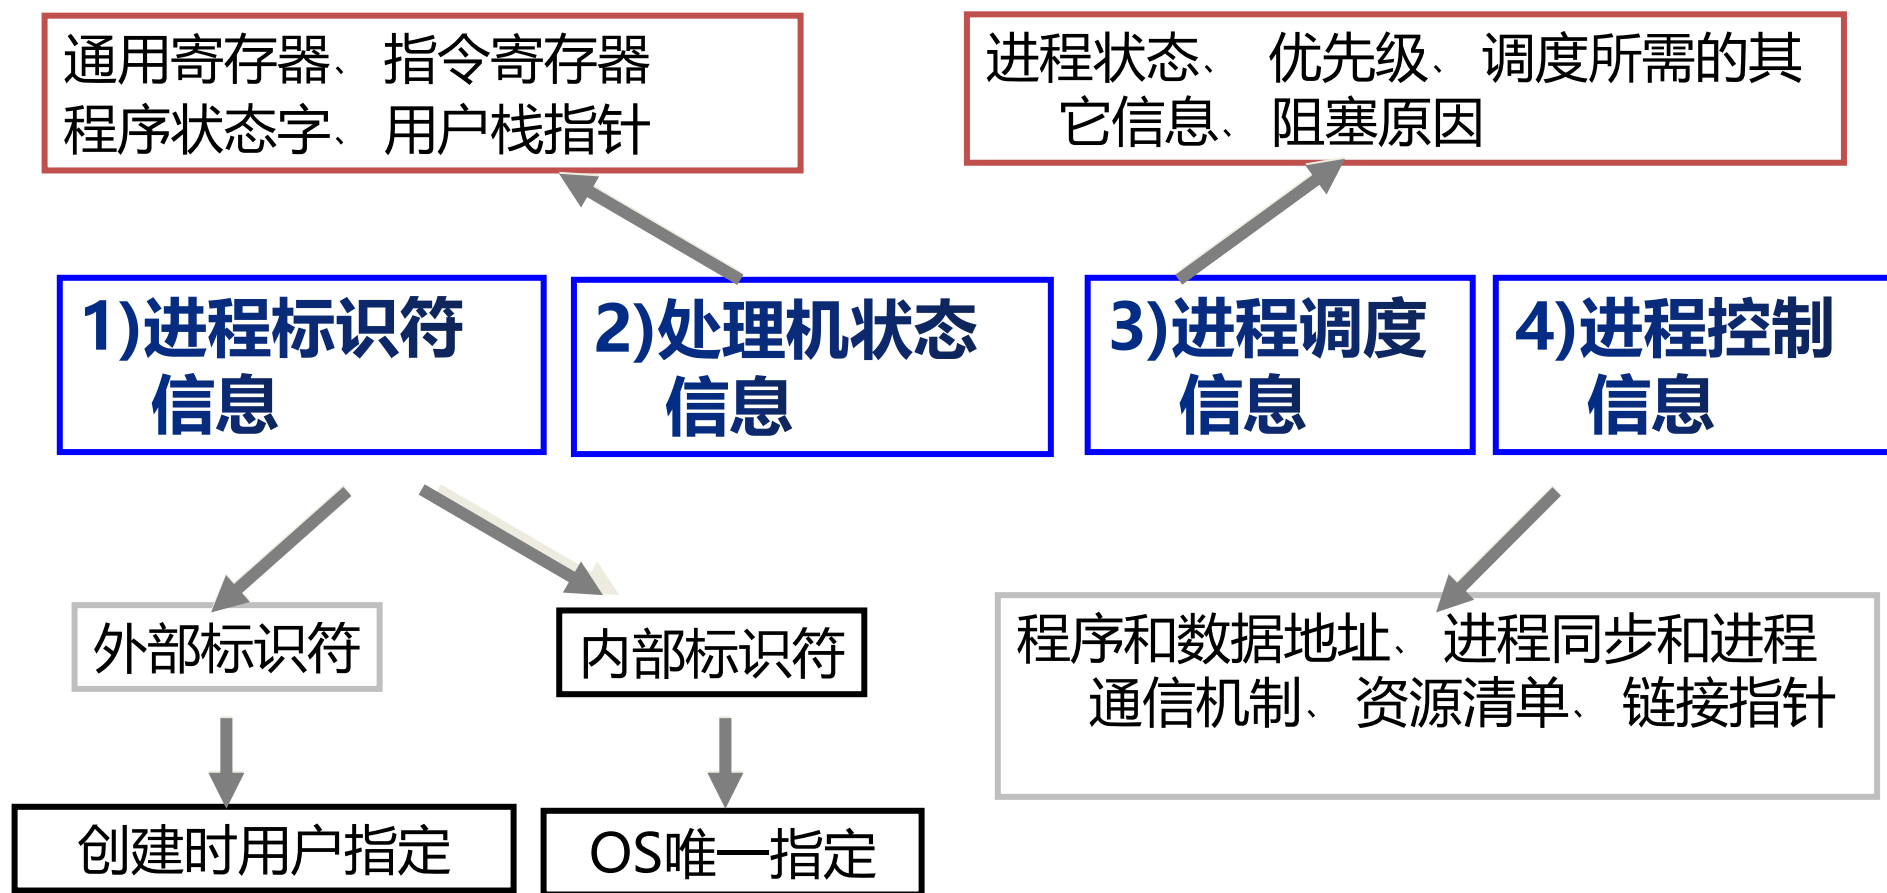 通用寄存器、指令寄存器
程序状态字、用户栈指针
进程状态、优先级、调度所需的其
它信息、阻塞原因
1)进程标识符
信息
2)处理机状态
信息
3)进程调度
信息
4)进程控制
信息
外部标识符
内部标识符
程序和数据地址、进程同步和进程
通信机制、资源清单、链接指针
创建时用户指定
OS唯一指定